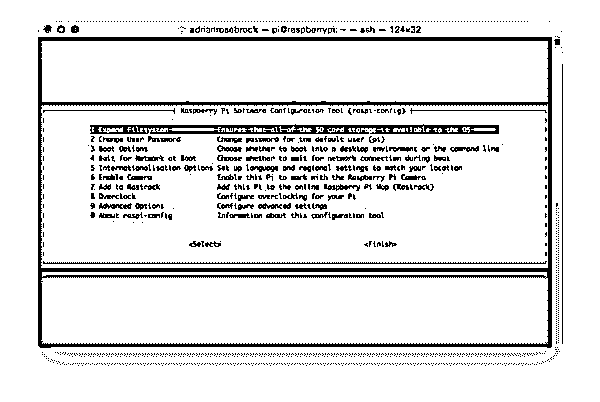 adrianrosebrock — pi@raspberrypi: ~ — ssh — 124×32
Raspberry Pi Software Configuration Tool (raspi-config)
1 Expand Filesystem Ensures that all of the SD card storage is available to the OS
2 Change User Password Change password for the default user (pi)
3 Boot Options Choose whether to boot into a desktop environment or the command line
4 Wait for Network at Boot Choose whether to wait for network connection during boot
5 Internationalisation Options Set up language and regional settings to match your location
6 Enable Camera Enable this Pi to work with the Raspberry Pi Camera
7 Add to Rastrack Add this Pi to the online Raspberry Pi Map (Rastrack)
8 Overclock Configure overclocking for your Pi
9 Advanced Options Configure advanced settings
0 About raspi-config Information about this configuration tool
<Select> <Finish>